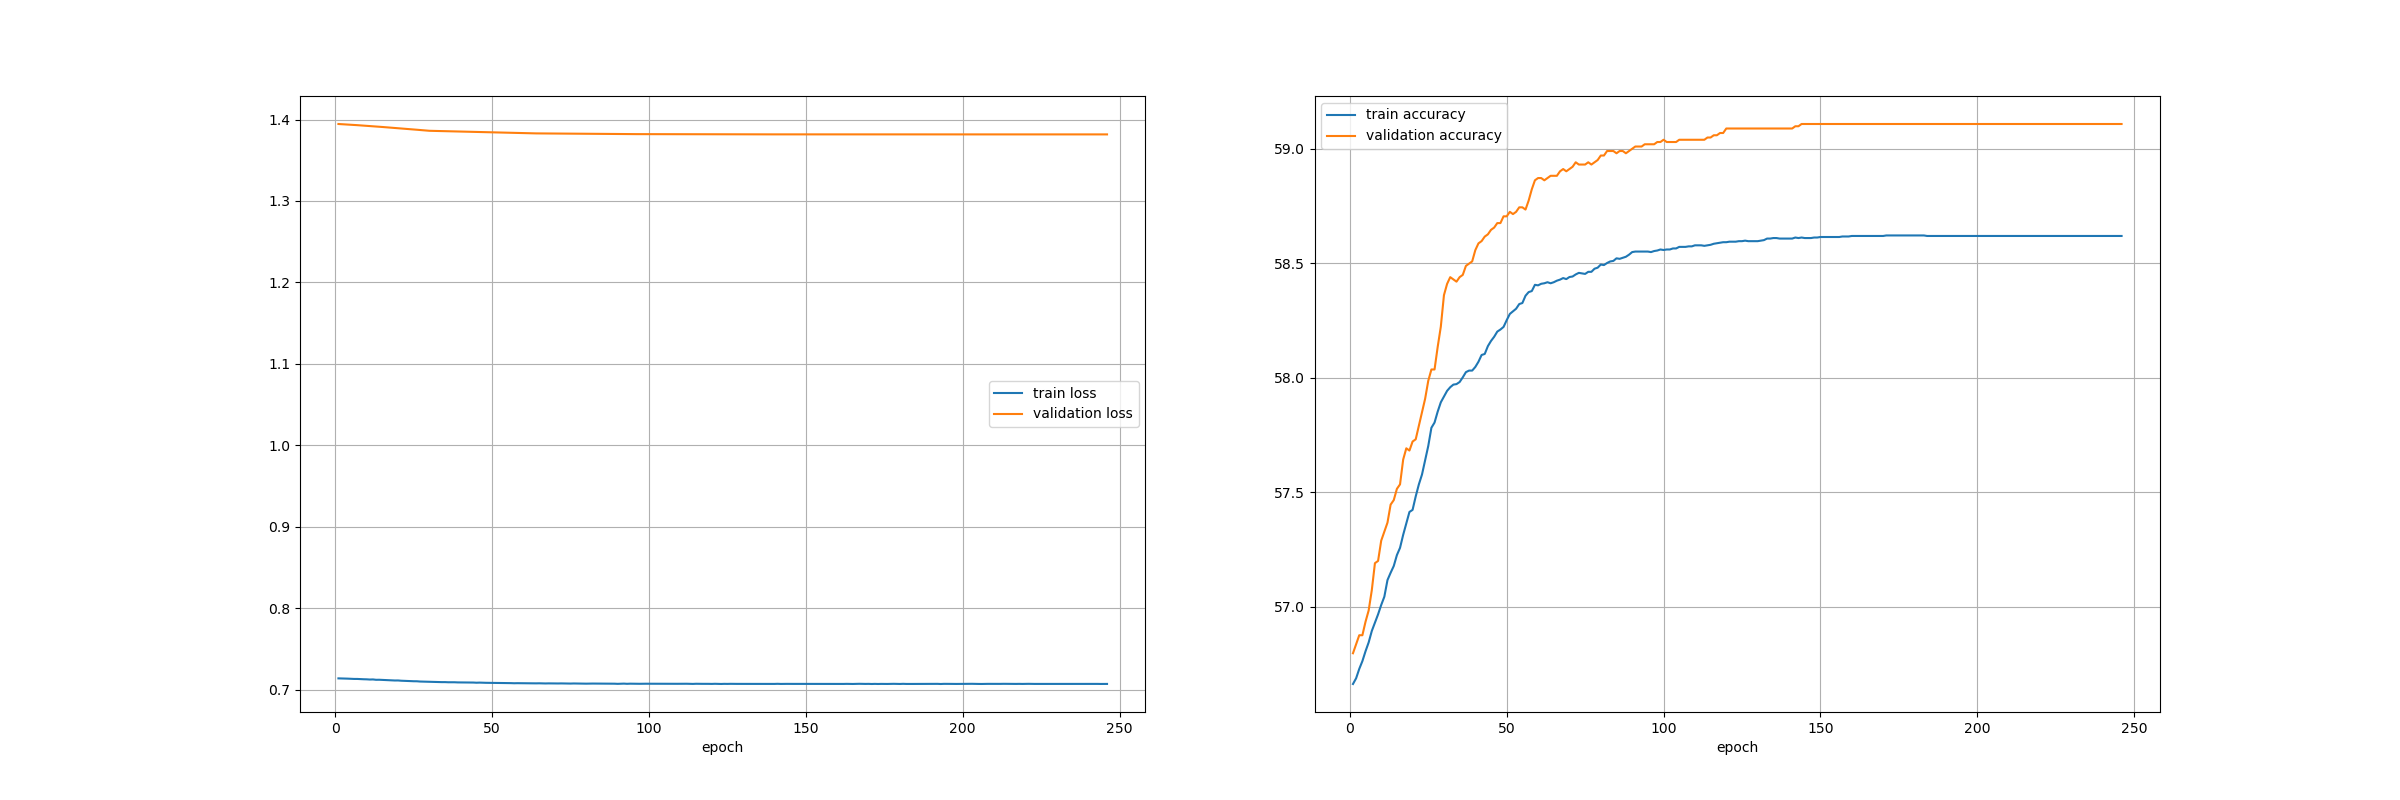 1.4
1.3
1.2
1.1
1.0
0.9
0.8
0.7
0 50 100 150 200 250
epoch
train loss
validation loss
train accuracy
validation accuracy
59.0
58.5
58.0
57.5
57.0
0 50 100 150 200 250
epoch